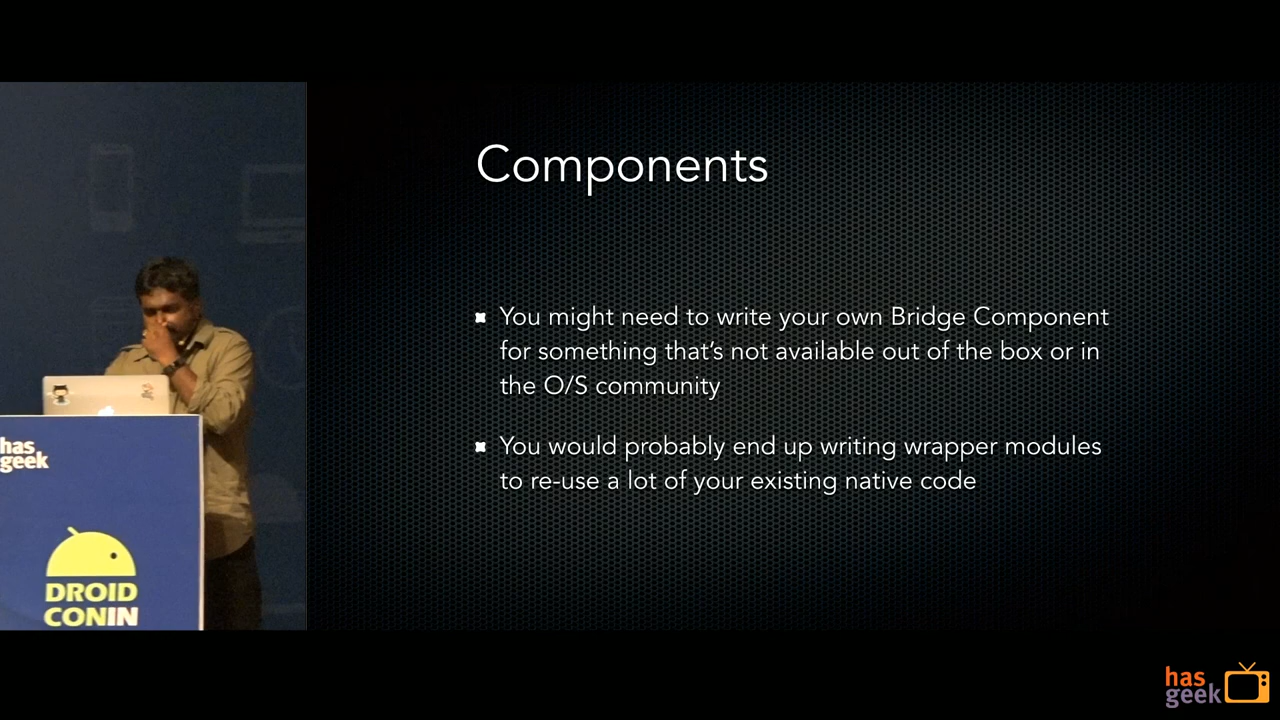 Components
You might need to write your own Bridge Component
for something that's not available out of the box or in
the O/S community
You would probably end up writing wrapper modules
to re-use a lot of your existing native code
has
geek
DROID
CONIN
has
geek